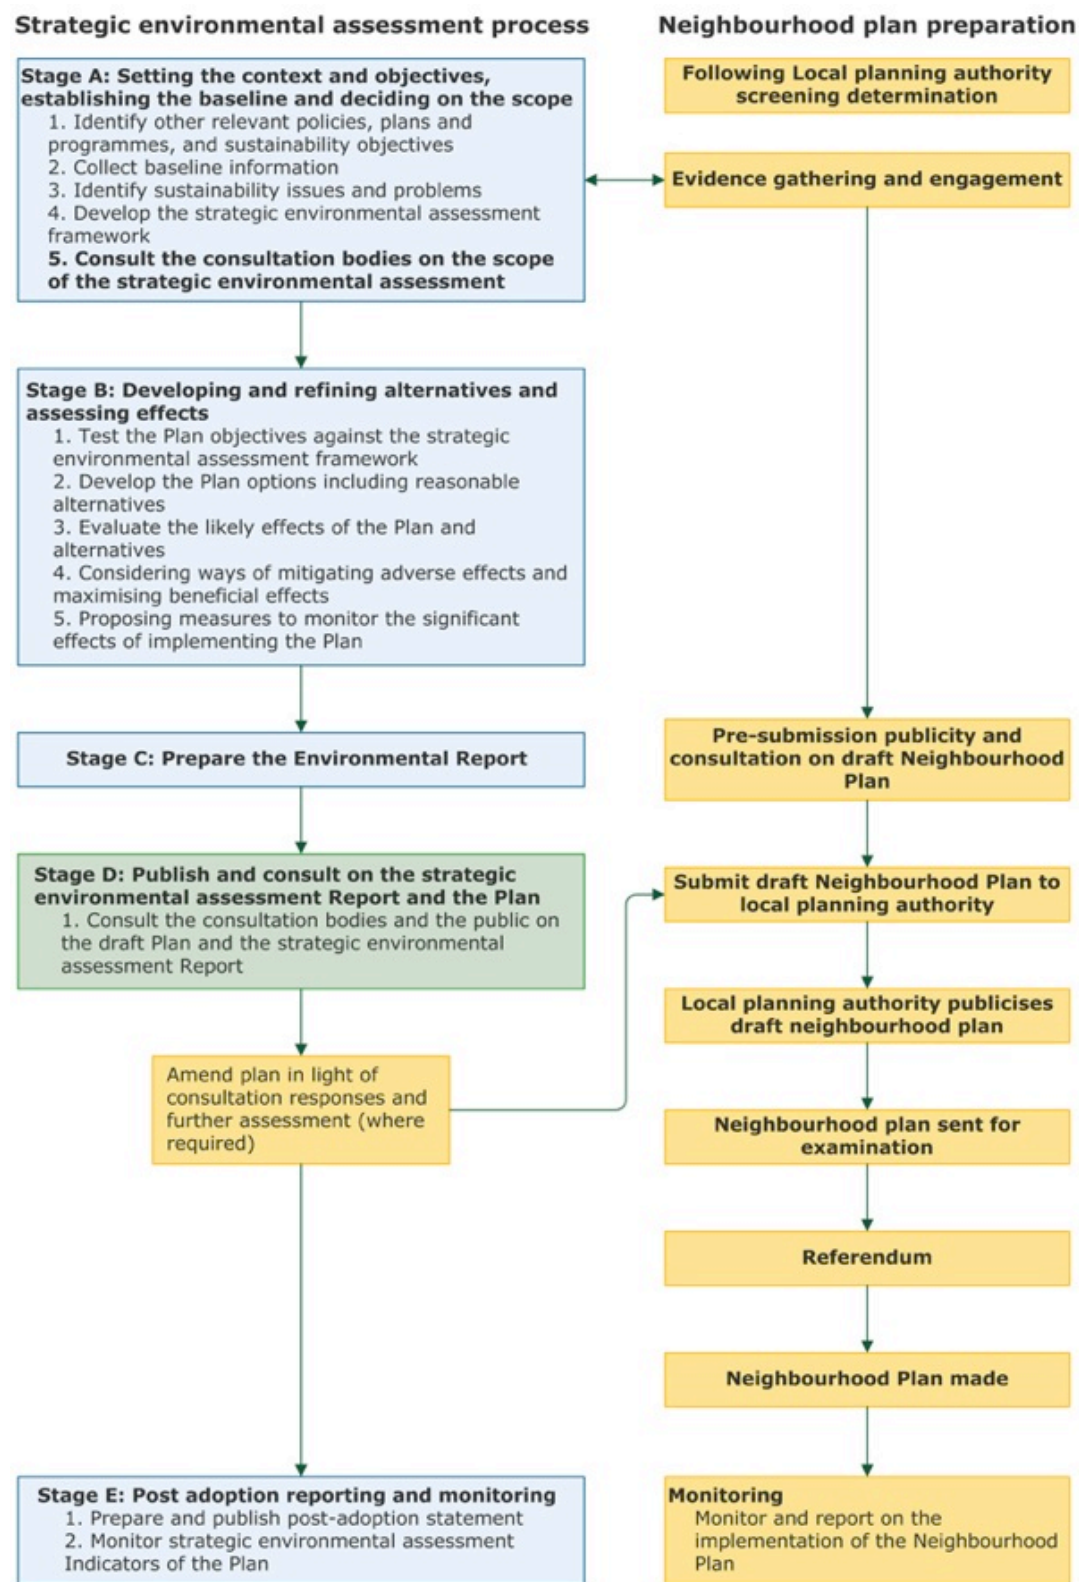 Strategic environmental assessment process
Neighbourhood plan preparation
Stage A: Setting the context and objectives,
establishing the baseline and deciding on the scope
1. Identify other relevant policies, plans and
programmes, and sustainability objectives
2. Collect baseline information
3. Identify sustainability issues and problems
4. Develop the strategic environmental assessment
framework
5. Consult the consultation bodies on the scope
of the strategic environmental assessment
Following Local planning authority
screening determination
Evidence gathering and engagement
Stage B: Developing and refining alternatives and
assessing effects
1. Test the Plan objectives against the strategic
environmental assessment framework
2. Develop the Plan options including reasonable
alternatives
3. Evaluate the likely effects of the Plan and
alternatives
4. Considering ways of mitigating adverse effects and
maximising beneficial effects
5. Proposing measures to monitor the significant
effects of implementing the Plan
Stage C: Prepare the Environmental Report
Pre-submission publicity and
consultation on draft Neighbourhood
Plan
Stage D: Publish and consult on the strategic
environmental assessment Report and the Plan
1. Consult the consultation bodies and the public on
the draft Plan and the strategic environmental
assessment Report
Submit draft Neighbourhood Plan to
local planning authority
Local planning authority publicises
draft neighbourhood plan
Amend plan in light of
consultation responses and
further assessment (where
required)
Neighbourhood plan sent for
examination
Referendum
Neighbourhood Plan made
Stage E: Post adoption reporting and monitoring
1. Prepare and publish post-adoption statement
2. Monitor strategic environmental assessment
Indicators of the Plan
Monitoring
Monitor and report on the
implementation of the Neighbourhood
Plan